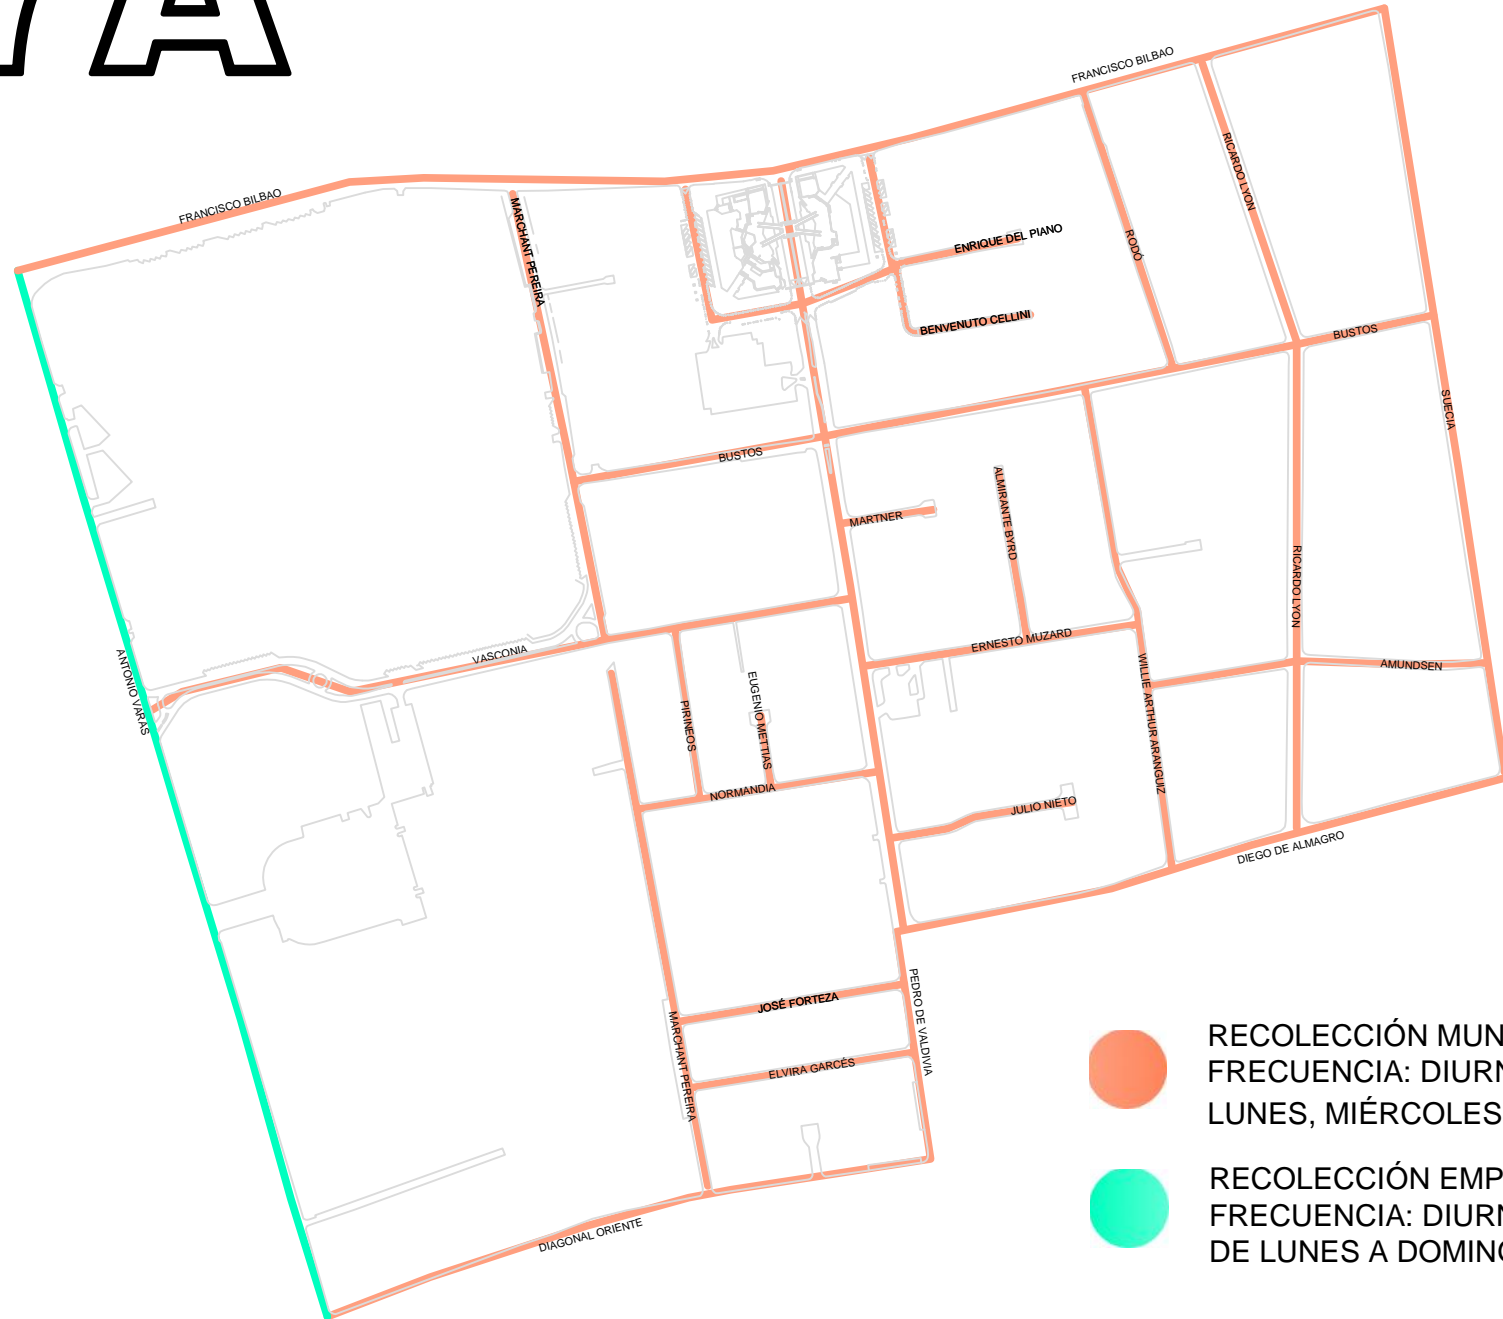 YA
FRANCISCO BILBAO
FRANCISCO BILBAO
MARCHANT PEREIRA
RICARDO LYON
RODÓ
ENRIQUE DEL PIANO
BENVENUTO CELLINI
BUSTOS
SUECIA
BUSTOS
ALMIRANTE BYRD
MARTNER
RICARDO LYON
ERNESTO MUZARD
VASCONIA
ANTONIO VARAS
WILLIE ARTHUR ARANGUIZ
AMUNDSEN
EUGENIO METTIAS
PIRINEOS
NORMANDIA
JULIO NIETO
DIEGO DE ALMAGRO
PEDRO DE VALDIVIA
JOSÉ FORTEZA
MARCHANT PEREIRA
ELVIRA GARCÉS
DIAGONAL ORIENTE
RECOLECCIÓN MUN
FRECUENCIA: DIURN
LUNES, MIÉRCOLES
RECOLECCIÓN EMP
FRECUENCIA: DIURN
DE LUNES A DOMING